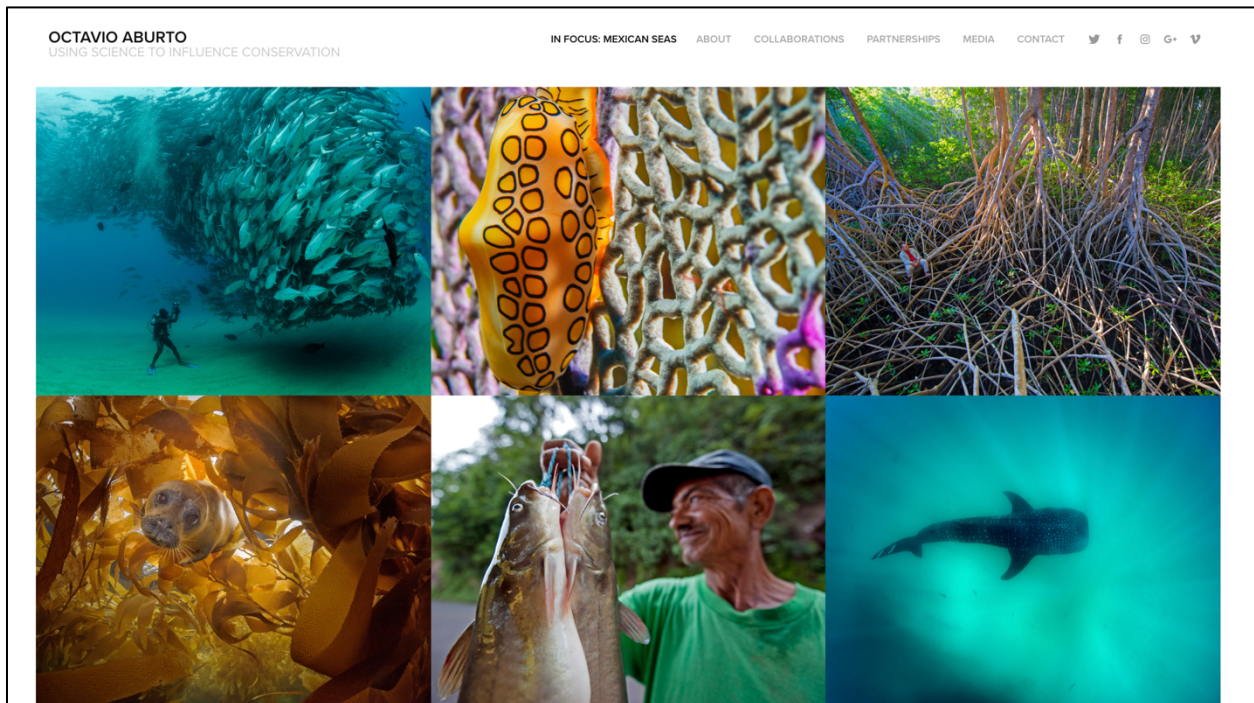 OCTAVIO ABURTO
USING SCIENCE TO INFLUENCE CONSERVATION
IN FOCUS: MEXICAN SEAS ABOUT COLLABORATIONS PARTNERSHIPS MEDIA CONTACT